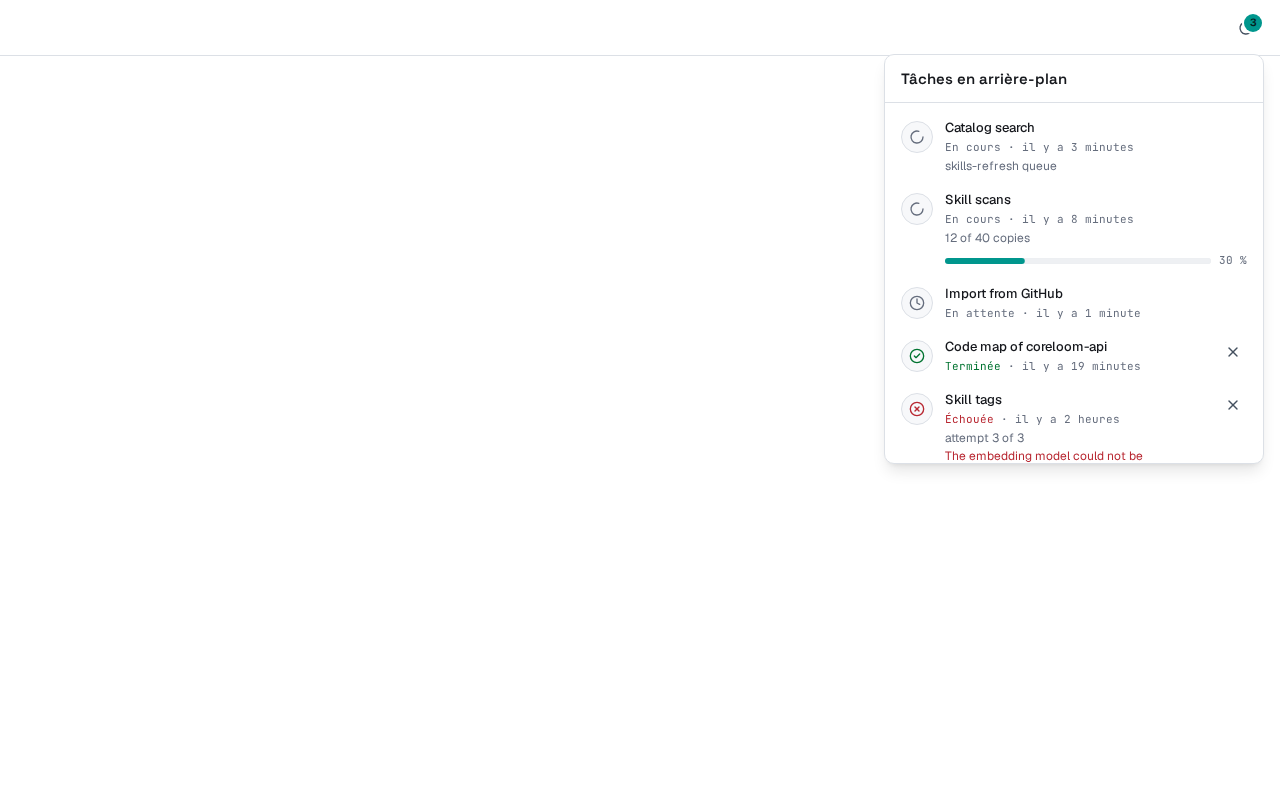 3
Tâches en arrière-plan
Catalog search
En cours · il y a 3 minutes
skills-refresh queue
Skill scans
En cours · il y a 8 minutes
12 of 40 copies
30 %
Import from GitHub
En attente · il y a 1 minute
Code map of coreloom-api
Terminée · il y a 19 minutes
Skill tags
Échouée · il y a 2 heures
attempt 3 of 3
The embedding model could not be